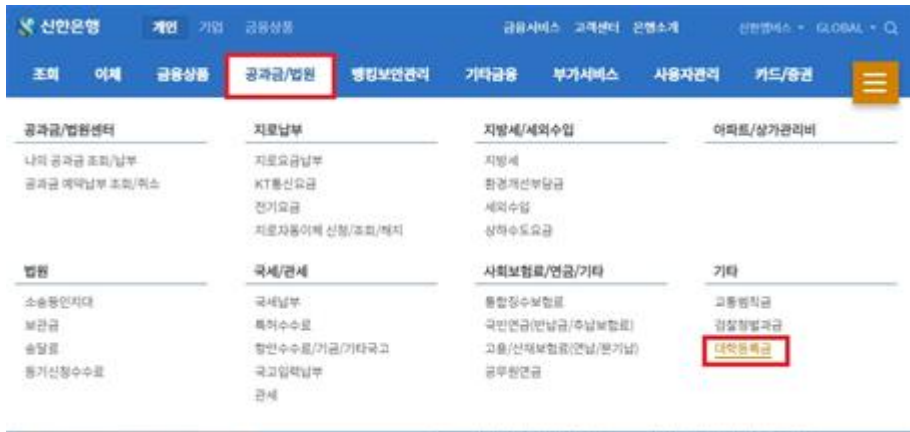 신한은행 개인 기업 금융상품 금융서비스 고객센터 은행소개 신한멤버스 GLOBAL
조회 이체 금융상품 공과금/법원 뱅킹보안관리 기타금융 부가서비스 사용자관리 카드/증권
공과금/법원센터 지로납부 지방세/세외수입 아파트/상가관리비
나의 공과금 조회/납부 지로요금납부 지방세
공과금 예약납부 조회/취소 KT통신요금 환경개선부담금
전기요금 세외수입
지로자동이체 신청/조회/해지 상하수도요금
법원 국세/관세 사회보험료/연금/기타 기타
소송등인지대 국세납부 통합징수보험료 교통범칙금
보관금 특허수수료 국민연금(반납금/추납보험료) 검찰청벌과금
송달료 항만수수료/기금/기타국고 고용/산재보험료(연납/분기납) 대학등록금
등기신청수수료 국고입력납부 공무원연금
관세